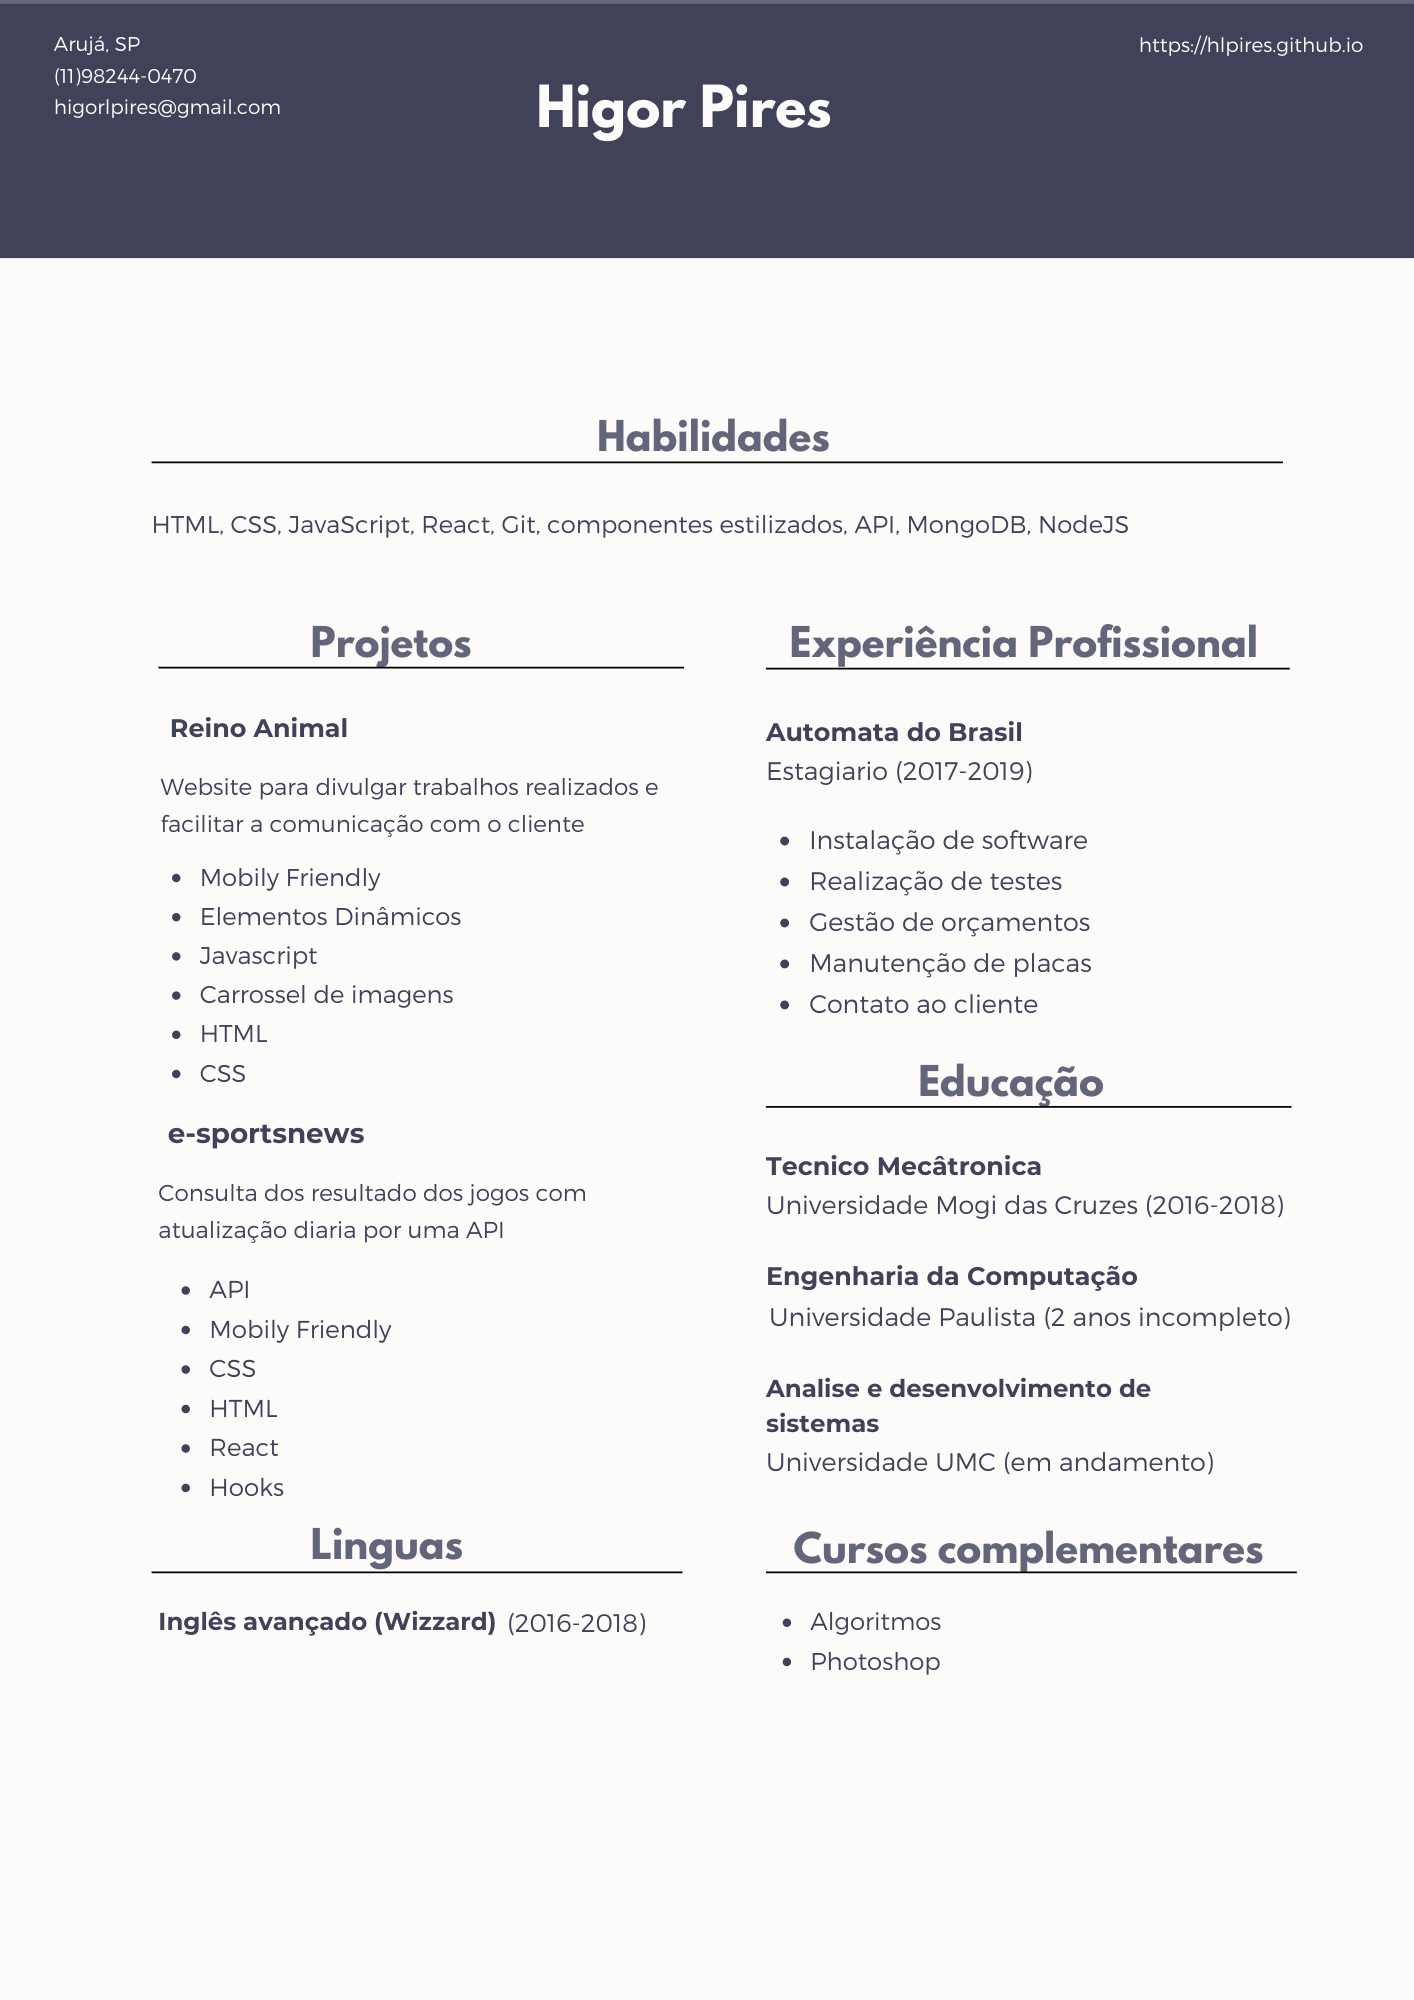 Arujá, SP
(11)98244-0470
higorlpires@gmail.com
https://hlpires.github.io
Higor Pires
Habilidades
HTML, CSS, JavaScript, React, Git, componentes estilizados, API, MongoDB, NodeJS
Projetos
Reino Animal
Website para divulgar trabalhos realizados e
facilitar a comunicação com o cliente
• Mobily Friendly
• Elementos Dinâmicos
• Javascript
• Carrossel de imagens
• HTML
• CSS
e-sportsnews
Consulta dos resultado dos jogos com
atualização diaria por uma API
• API
• Mobily Friendly
• CSS
• HTML
• React
• Hooks
Linguas
Inglês avançado (Wizzard) (2016-2018)
Experiência Profissional
Automata do Brasil
Estagiario (2017-2019)
• Instalação de software
• Realização de testes
• Gestão de orçamentos
• Manutenção de placas
• Contato ao cliente
Educação
Tecnico Mecâtronica
Universidade Mogi das Cruzes (2016-2018)
Engenharia da Computação
Universidade Paulista (2 anos incompleto)
Analise e desenvolvimento de
sistemas
Universidade UMC (em andamento)
Cursos complementares
• Algoritmos
• Photoshop